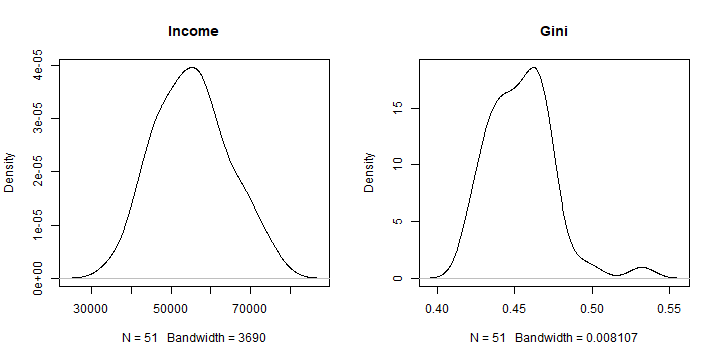 Income
Density
0e+00 1e-05 2e-05 3e-05 4e-05
30000 50000 70000
N = 51 Bandwidth = 3690
Gini
Density
0 5 10 15
0.40 0.45 0.50 0.55
N = 51 Bandwidth = 0.008107